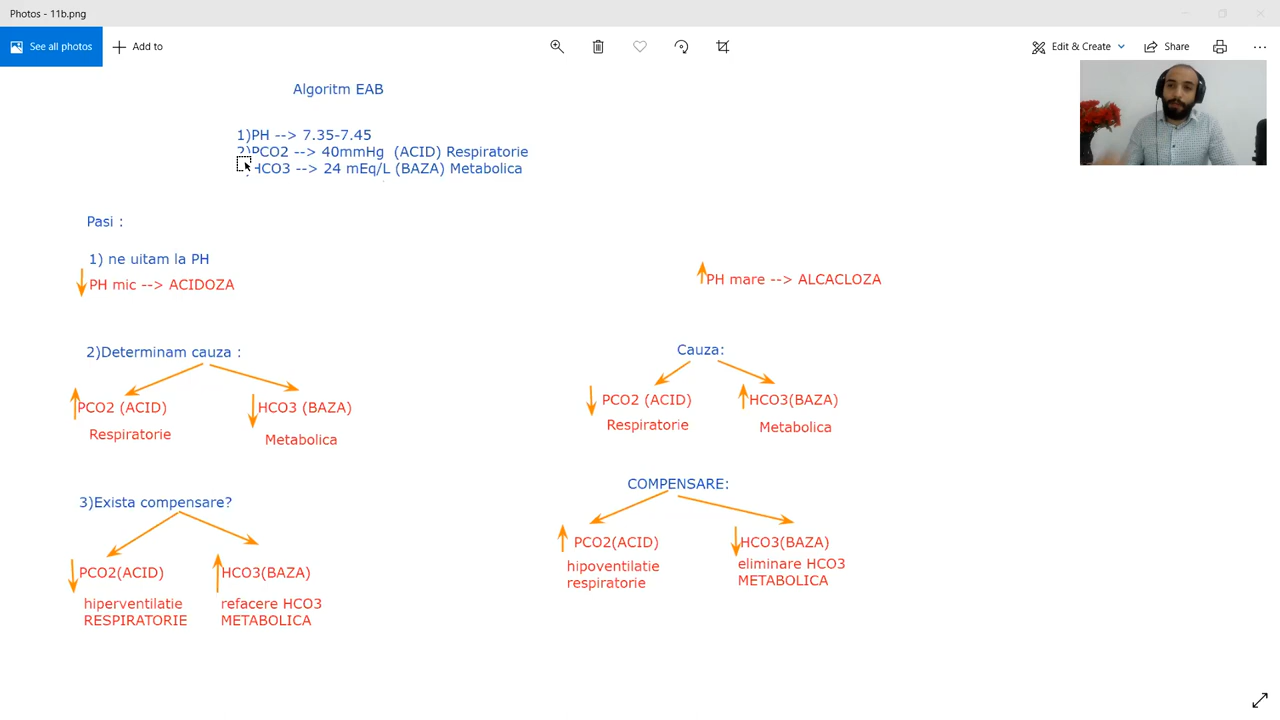 Photos - 11b.png
See all photos
Add to
Edit & Create
Share
Algoritm EAB
1)PH --> 7.35-7.45
2)PCO2 --> 40mmHg (ACID) Respiratorie
HCO3 --> 24 mEq/L (BAZA) Metabolica
Pasi :
1) ne uitam la PH
PH mic --> ACIDOZA
PH mare --> ALCACLOZA
2)Determinam cauza :
PCO2 (ACID)
HCO3 (BAZA)
Respiratorie
Metabolica
Cauza:
PCO2 (ACID)
HCO3(BAZA)
Respiratorie
Metabolica
3)Exista compensare?
PCO2(ACID)
HCO3(BAZA)
hiperventilatie
RESPIRATORIE
refacere HCO3
METABOLICA
COMPENSARE:
PCO2(ACID)
HCO3(BAZA)
hipoventilatie
respiratorie
eliminare HCO3
METABOLICA